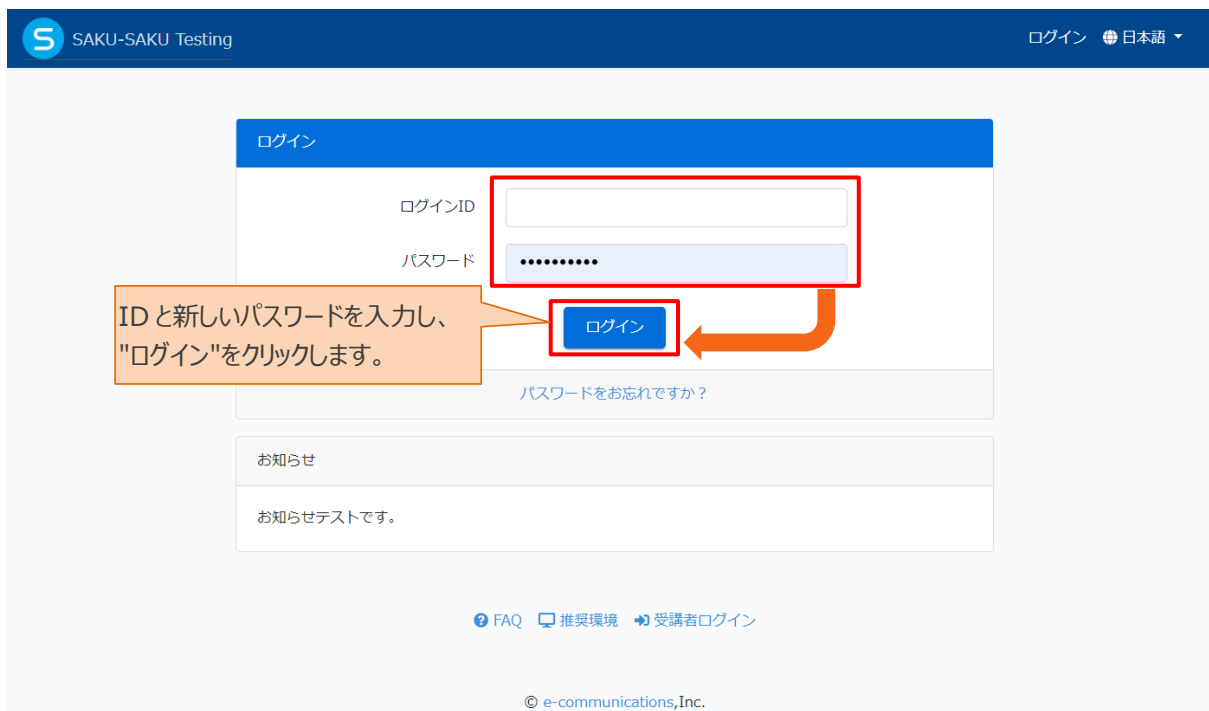 S SAKU-SAKU Testing
ログイン 日本語
ログイン
ログインID
パスワード ••••••••••
ID と新しいパスワードを入力し、
"ログイン"をクリックします。
ログイン
パスワードをお忘れですか？
お知らせ
お知らせテストです。
FAQ 推奨環境 受講者ログイン
© e-communications,Inc.